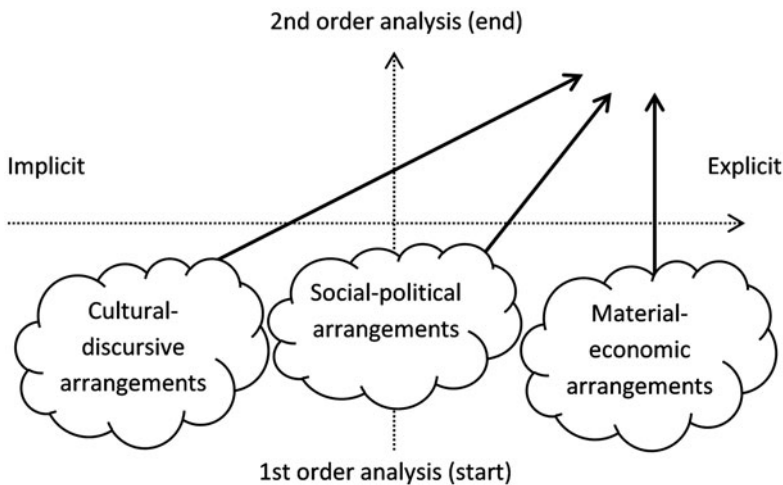 2nd order analysis (end)
Implicit
Explicit
Cultural-
discursive
arrangements
Social-political
arrangements
Material-
economic
arrangements
1st order analysis (start)